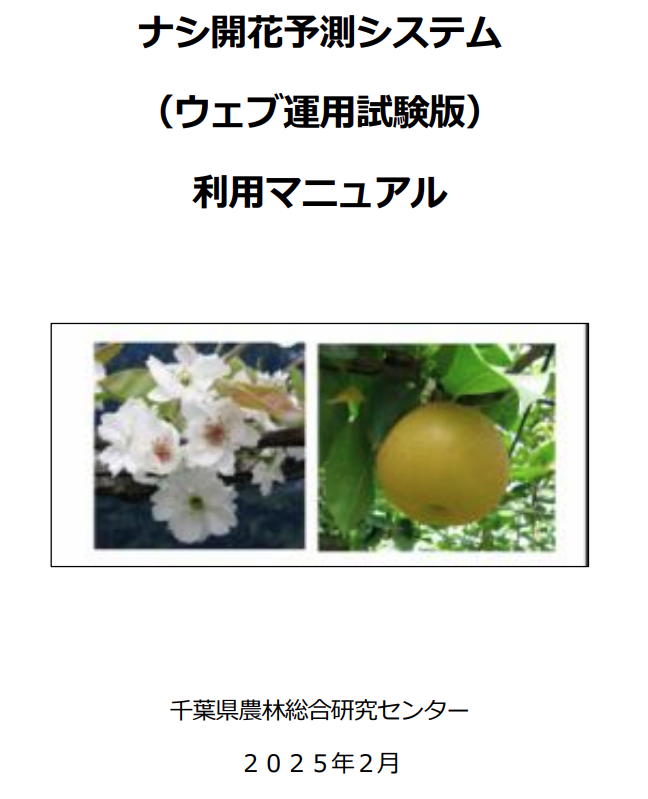 ナシ開花予測システム
（ウェブ運用試験版）
利用マニュアル
千葉県農林総合研究センター
２０２５年２月